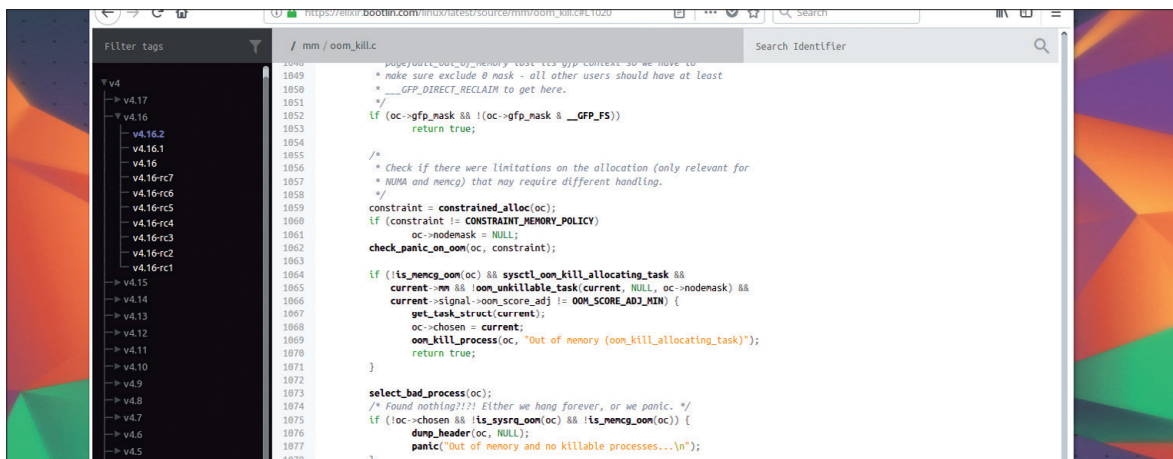 https://elixir.bootlin.com/linux/latest/source/mm/oom_kill.c#L1020
Search
Filter tags
/ mm / oom_kill.c
Search Identifier
v4
v4.17
v4.16
v4.16.2
v4.16.1
v4.16
v4.16-rc7
v4.16-rc6
v4.16-rc5
v4.16-rc4
v4.16-rc3
v4.16-rc2
v4.16-rc1
v4.15
v4.14
v4.13
v4.12
v4.11
v4.10
v4.9
v4.8
v4.7
v4.6
v4.5
1048 * pagefault_out_of_memory lost its gfp context so we have to
1049 * make sure exclude 0 mask - all other users should have at least
1050 * ___GFP_DIRECT_RECLAIM to get here.
1051 */
1052 if (oc->gfp_mask && !(oc->gfp_mask & __GFP_FS))
1053 return true;
1054
1055 /*
1056 * Check if there were limitations on the allocation (only relevant for
1057 * NUMA and memcg) that may require different handling.
1058 */
1059 constraint = constrained_alloc(oc);
1060 if (constraint != CONSTRAINT_MEMORY_POLICY)
1061 oc->nodemask = NULL;
1062 check_panic_on_oom(oc, constraint);
1063
1064 if (!is_memcg_oom(oc) && sysctl_oom_kill_allocating_task &&
1065 current->mm && !oom_unkillable_task(current, NULL, oc->nodemask) &&
1066 current->signal->oom_score_adj != OOM_SCORE_ADJ_MIN) {
1067 get_task_struct(current);
1068 oc->chosen = current;
1069 oom_kill_process(oc, "Out of memory (oom_kill_allocating_task)");
1070 return true;
1071 }
1072
1073 select_bad_process(oc);
1074 /* Found nothing?!?! Either we hang forever, or we panic. */
1075 if (!oc->chosen && !is_sysrq_oom(oc) && !is_memcg_oom(oc)) {
1076 dump_header(oc, NULL);
1077 panic("Out of memory and no killable processes...\n");